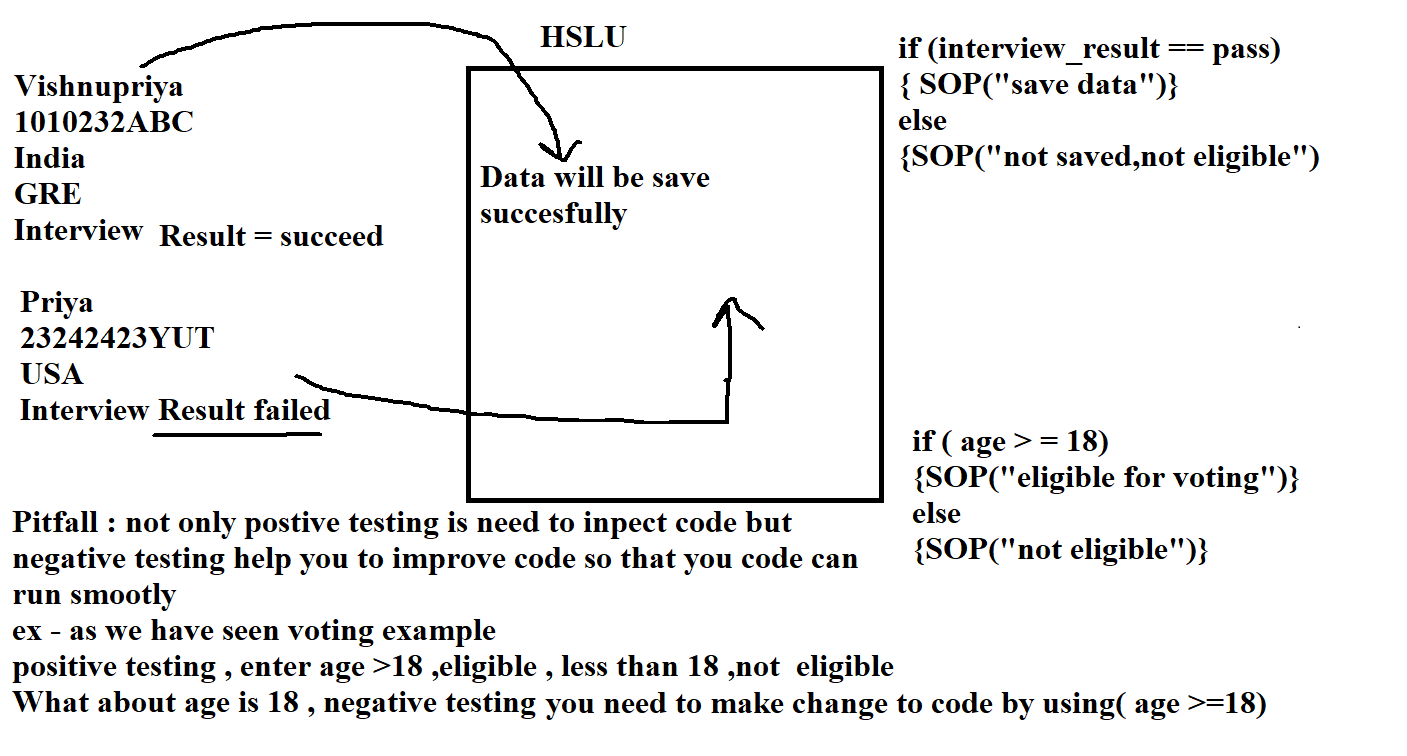 HSLU
Vishnupriya
1010232ABC
India
GRE
Interview Result = succeed
Priya
23242423YUT
USA
Interview Result failed
Data will be save
succesfully
if (interview_result == pass)
{ SOP("save data")}
else
{SOP("not saved,not eligible")
if ( age > = 18)
{SOP("eligible for voting")}
else
{SOP("not eligible")}
Pitfall : not only postive testing is need to inpect code but
negative testing help you to improve code so that you code can
run smootly
ex - as we have seen voting example
positive testing , enter age >18 ,eligible , less than 18 ,not eligible
What about age is 18 , negative testing you need to make change to code by using( age >=18)